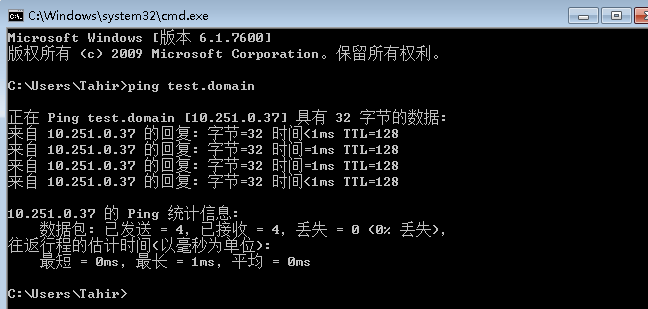 C:\Windows\system32\cmd.exe
Microsoft Windows [版本 6.1.7600]
版权所有 (c) 2009 Microsoft Corporation。保留所有权利。
C:\Users\Tahir>ping test.domain
正在 Ping test.domain [10.251.0.37] 具有 32 字节的数据:
来自 10.251.0.37 的回复: 字节=32 时间<1ms TTL=128
来自 10.251.0.37 的回复: 字节=32 时间=1ms TTL=128
来自 10.251.0.37 的回复: 字节=32 时间=1ms TTL=128
来自 10.251.0.37 的回复: 字节=32 时间<1ms TTL=128
10.251.0.37 的 Ping 统计信息:
数据包: 已发送 = 4，已接收 = 4，丢失 = 0 (0% 丢失)，
往返行程的估计时间(以毫秒为单位):
最短 = 0ms，最长 = 1ms，平均 = 0ms
C:\Users\Tahir>